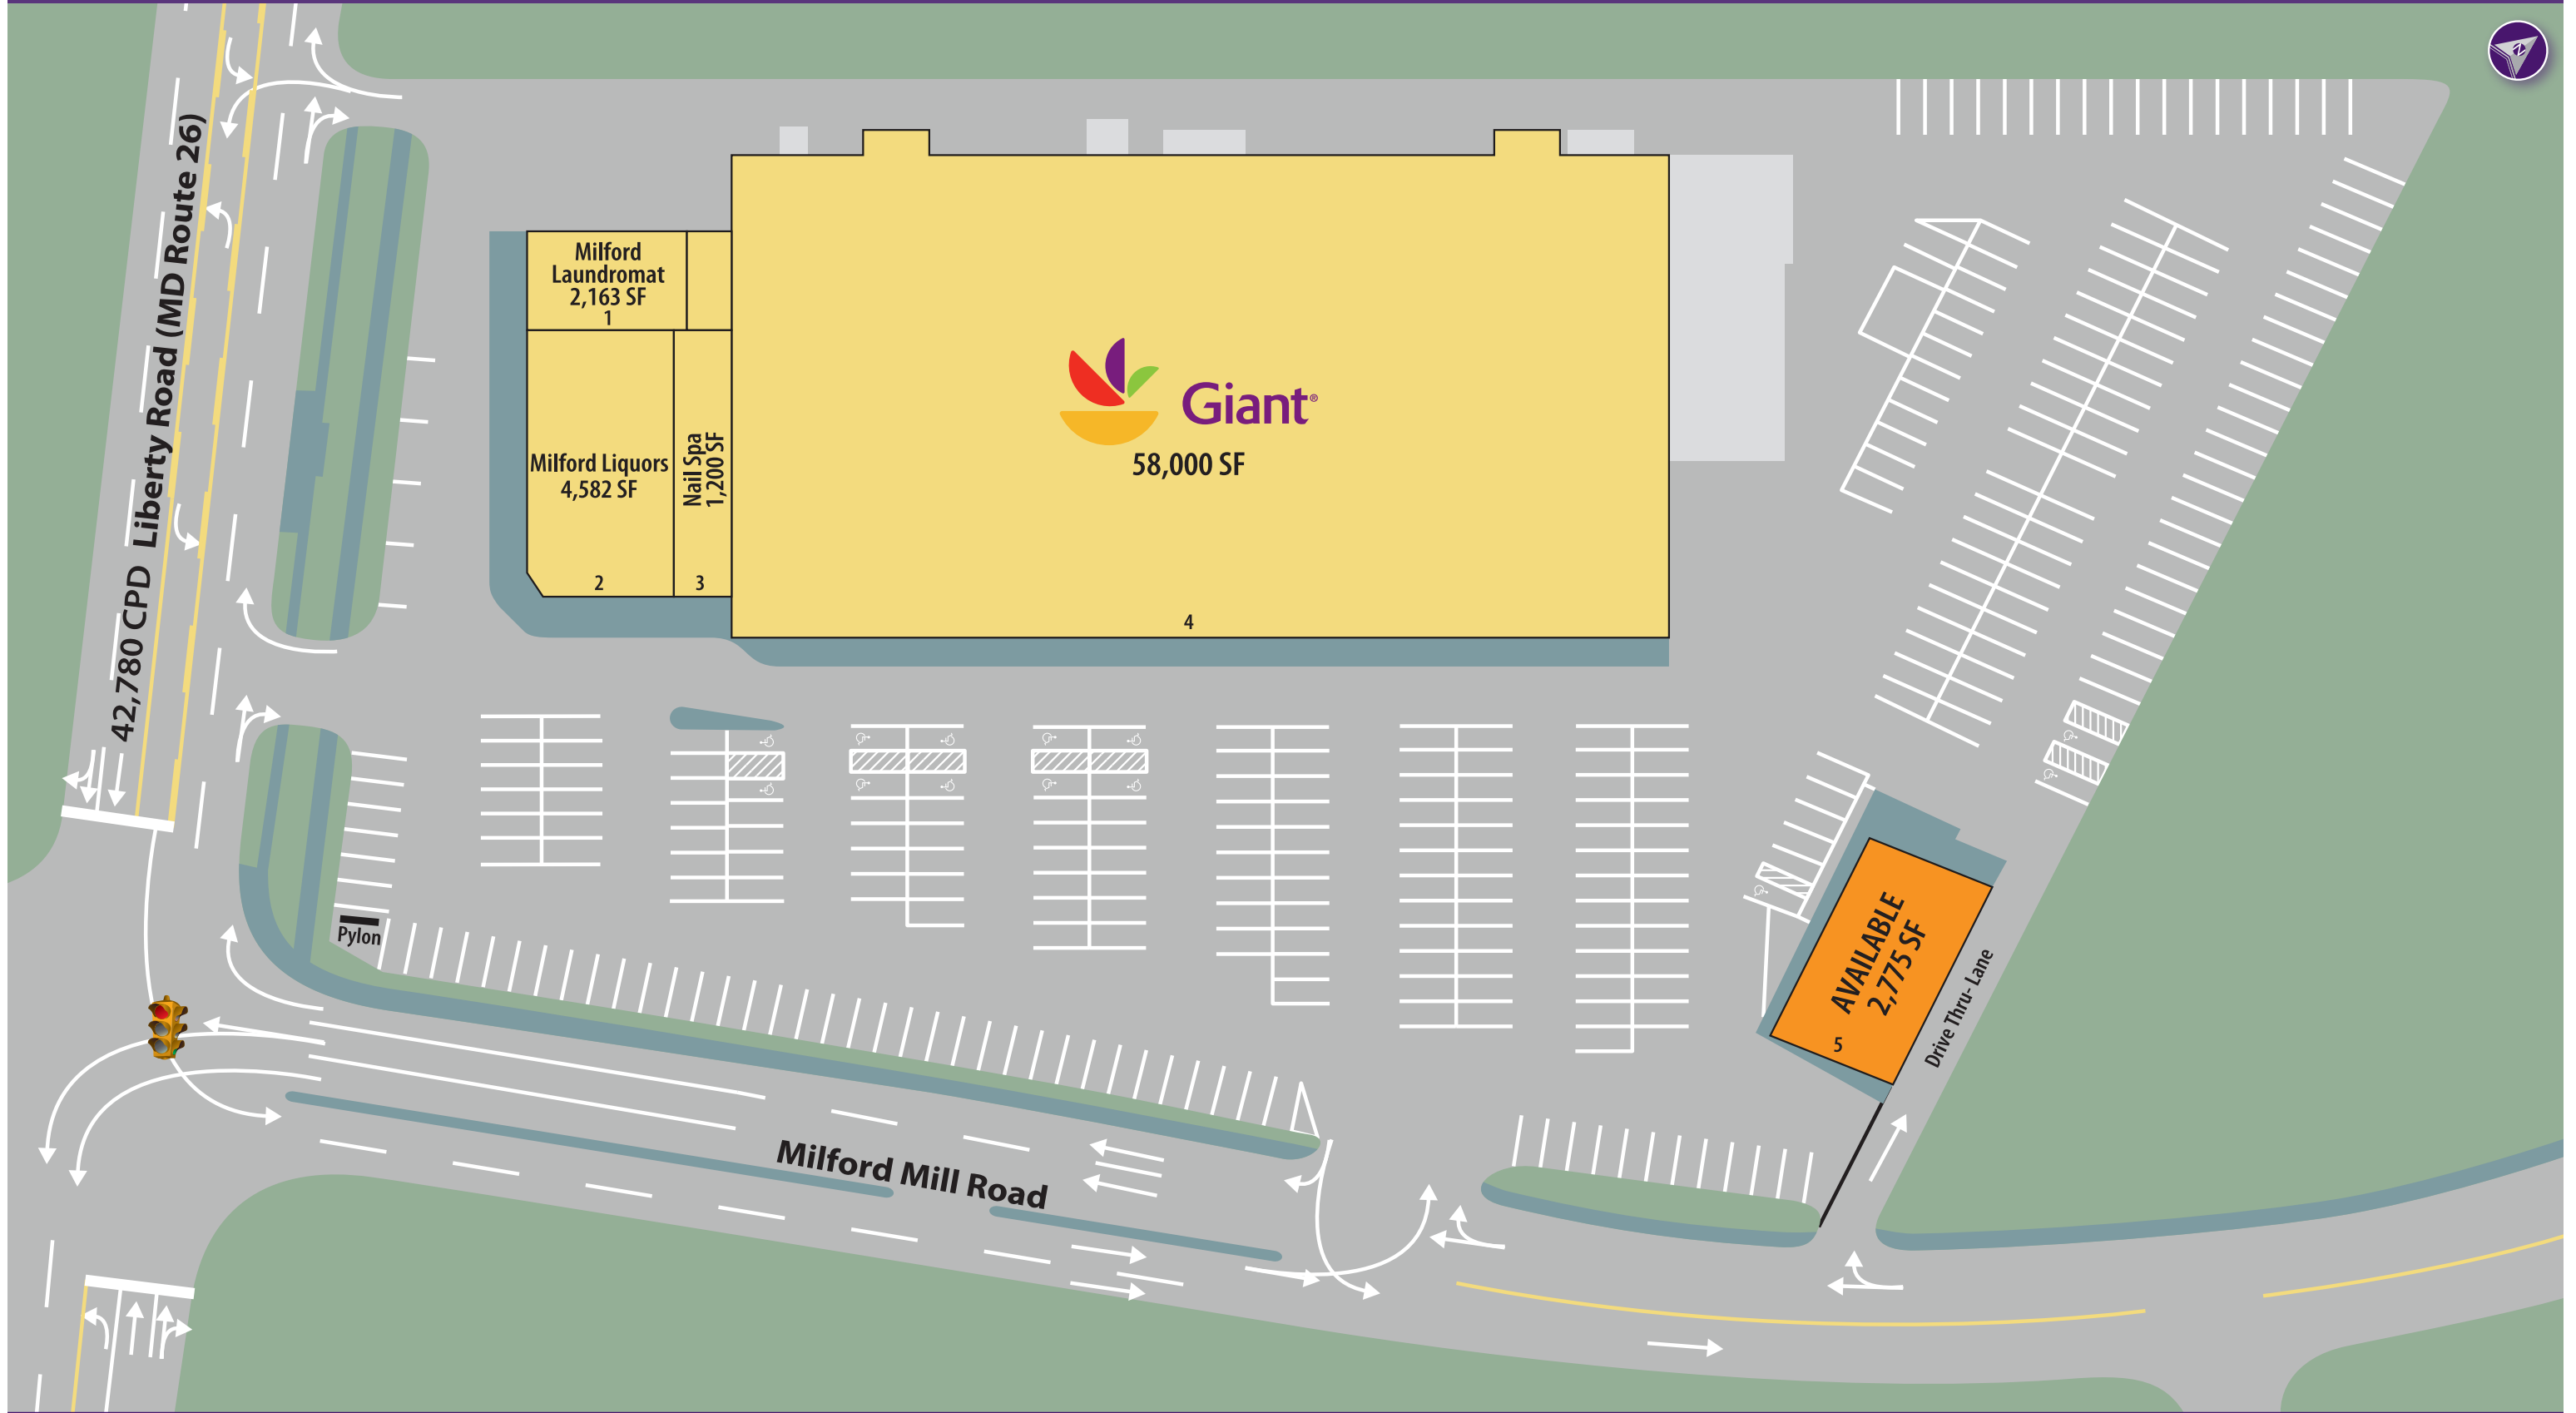 42,780 CPD  Liberty Road (MD Route 26)
Milford
Laundromat
2,163 SF
1
Milford Liquors
4,582 SF
2
Nail Spa
1,200 SF
3
Giant®
58,000 SF
4
AVAILABLE
2,775 SF
5
Drive Thru- Lane
Pylon
Milford Mill Road